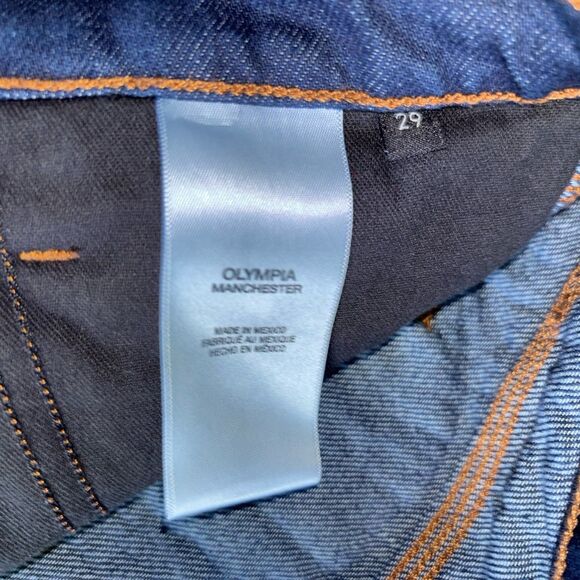 29
OLYMPIA
MANCHESTER
MADE IN MEXICO
FABRIQUÉ AU MEXIQUE
HECHO EN MÉXICO